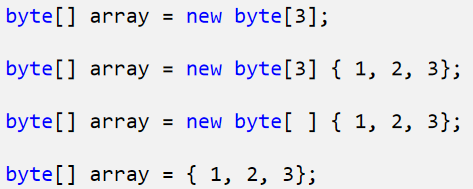 byte[] array = new byte[3];
byte[] array = new byte[3] { 1, 2, 3};
byte[] array = new byte[ ] { 1, 2, 3};
byte[] array = { 1, 2, 3};